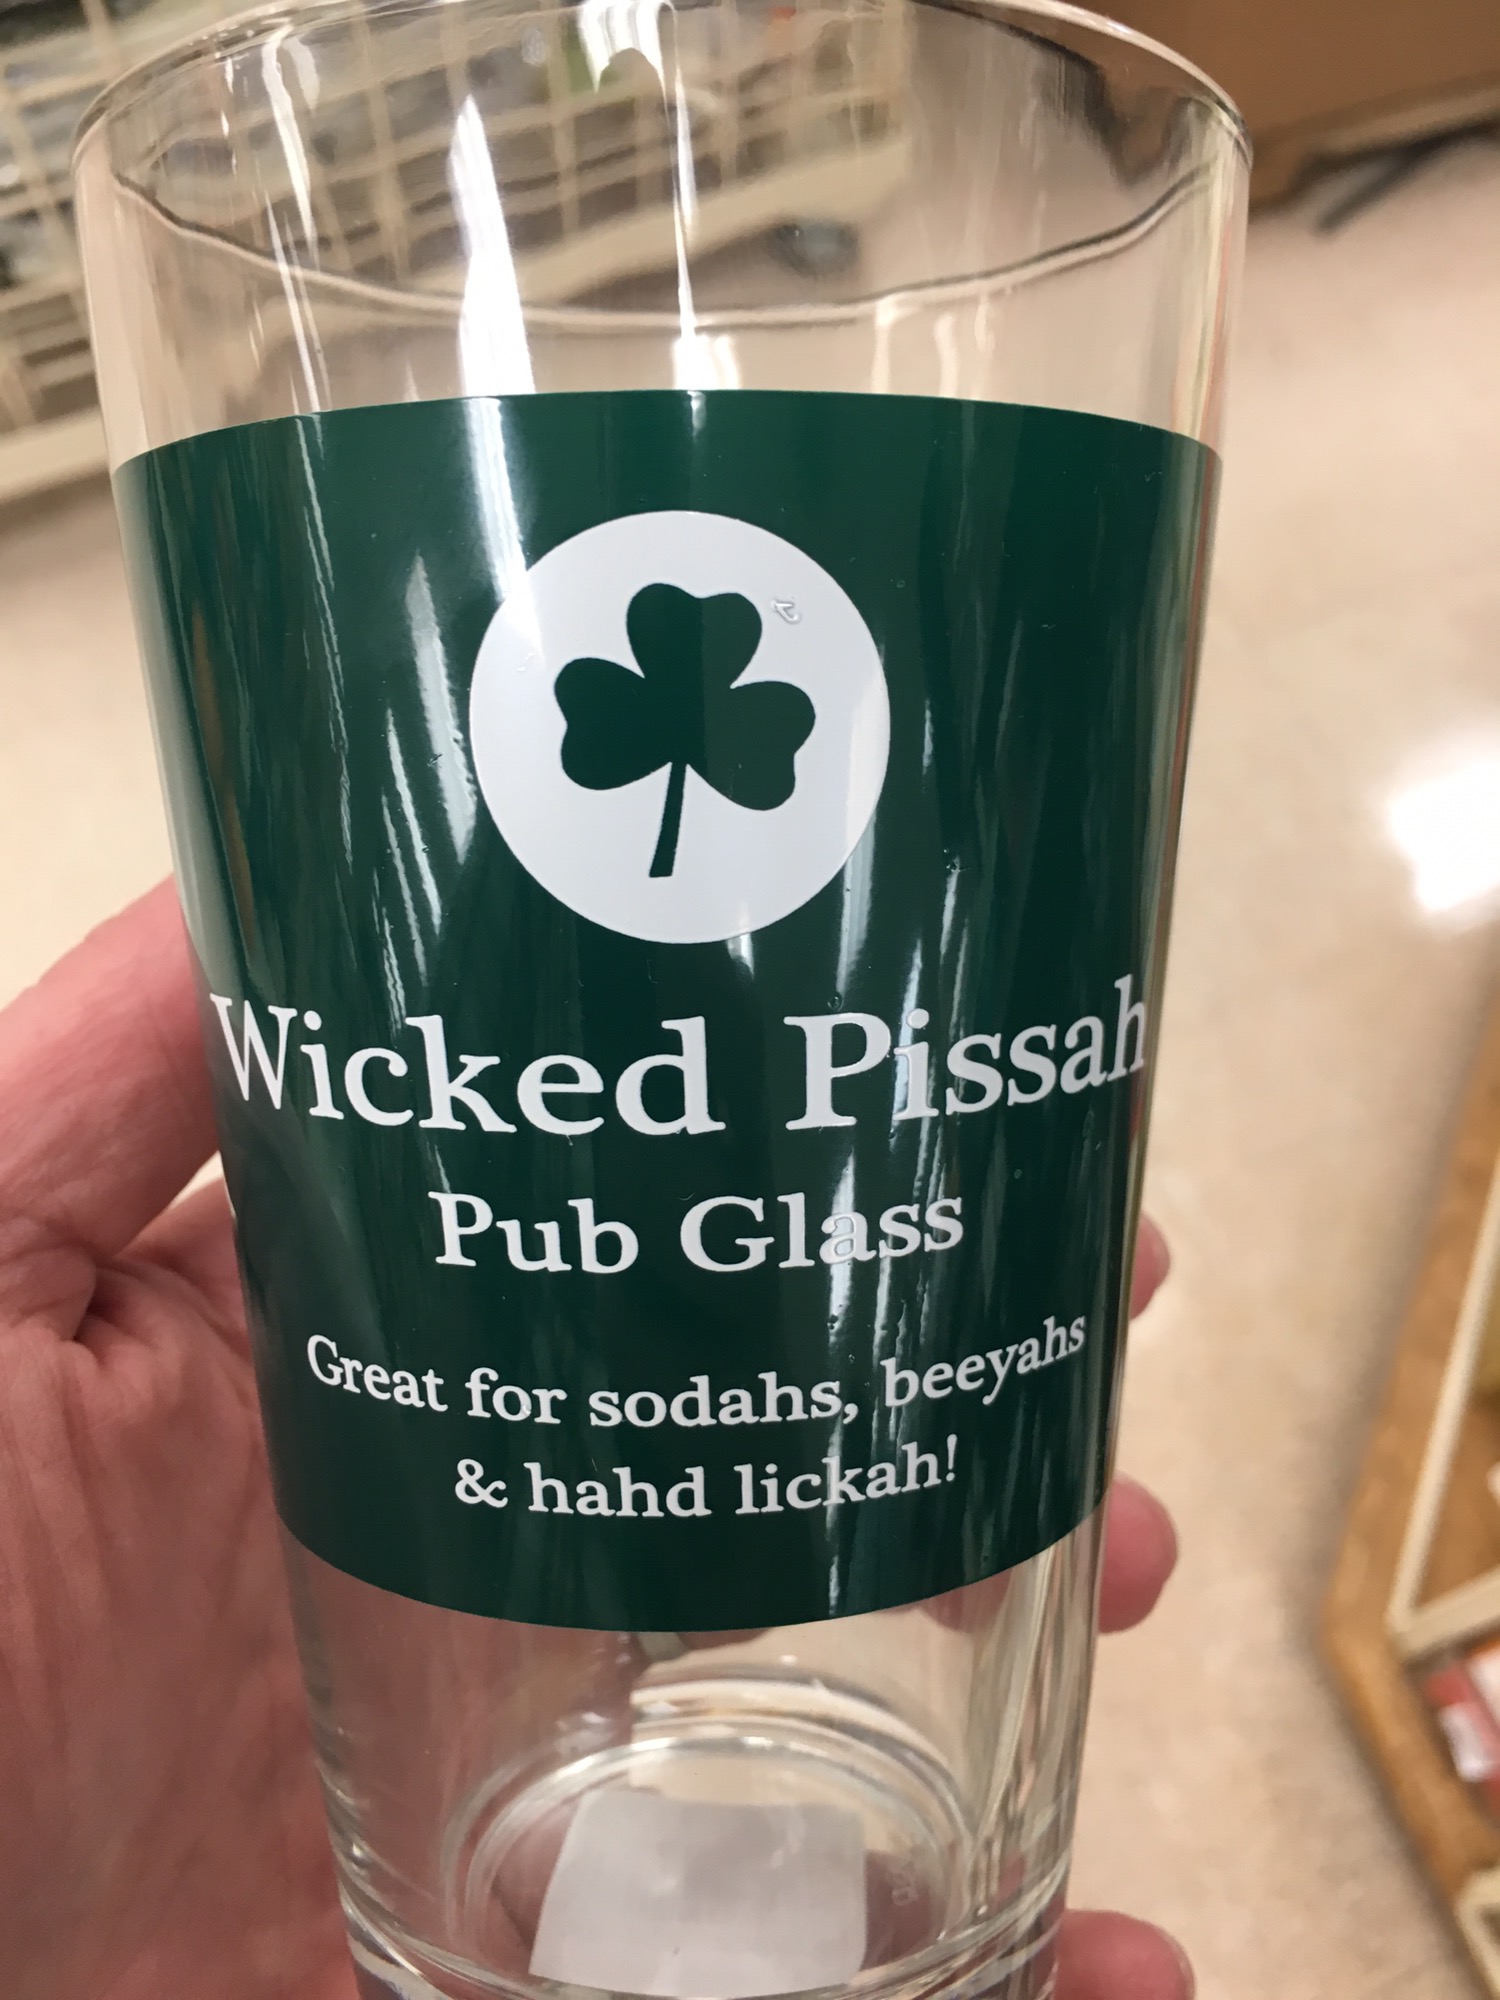 Wicked Pissah
Pub Glass
Great for sodahs, beeyahs
& hahd lickah!